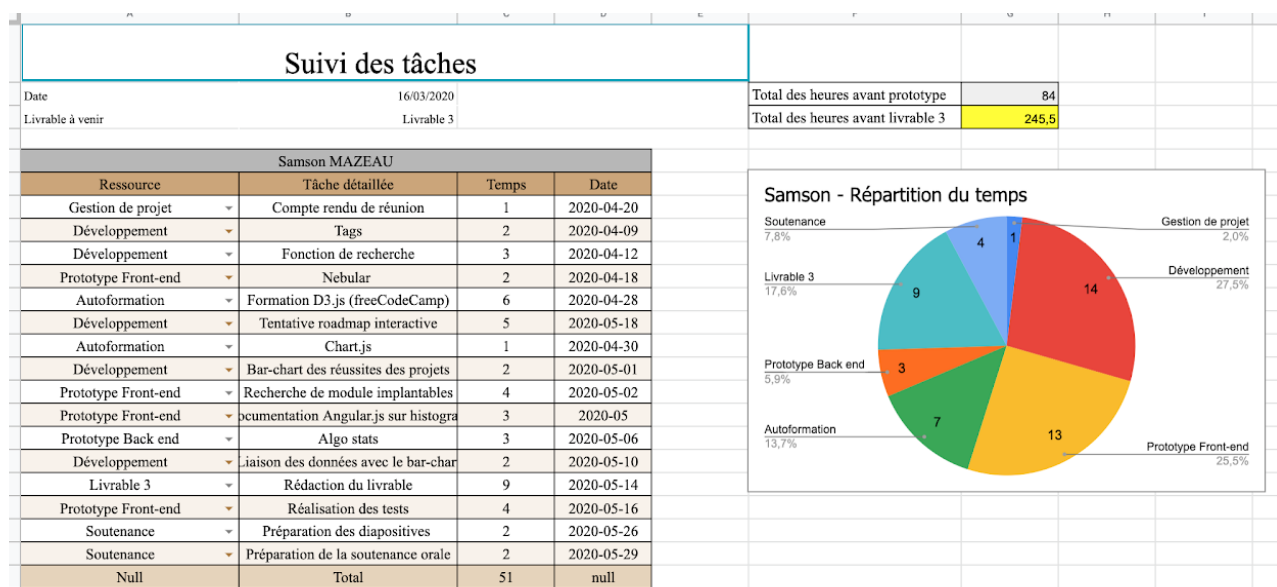 A B C D E F G H I
Suivi des tâches
Date 16/03/2020
Livrable à venir Livrable 3
Total des heures avant prototype 84
Total des heures avant livrable 3 245,5
Samson MAZEAU
Ressource Tâche détaillée Temps Date
Gestion de projet Compte rendu de réunion 1 2020-04-20
Développement Tags 2 2020-04-09
Développement Fonction de recherche 3 2020-04-12
Prototype Front-end Nebular 2 2020-04-18
Autoformation Formation D3.js (freeCodeCamp) 6 2020-04-28
Développement Tentative roadmap interactive 5 2020-05-18
Autoformation Chart.js 1 2020-04-30
Développement Bar-chart des réussites des projets 2 2020-05-01
Prototype Front-end Recherche de module implantables 4 2020-05-02
Prototype Front-end ocumentation Angular.js sur histogra 3 2020-05
Prototype Back end Algo stats 3 2020-05-06
Développement Liaison des données avec le bar-char 2 2020-05-10
Livrable 3 Rédaction du livrable 9 2020-05-14
Prototype Front-end Réalisation des tests 4 2020-05-16
Soutenance Préparation des diapositives 2 2020-05-26
Soutenance Préparation de la soutenance orale 2 2020-05-29
Null Total 51 null
Samson - Répartition du temps
Soutenance
7,8%
4
1
Gestion de projet
2,0%
Livrable 3
17,6%
9
14
Développement
27,5%
Prototype Back end
5,9%
3
Autoformation
13,7%
7
13
Prototype Front-end
25,5%